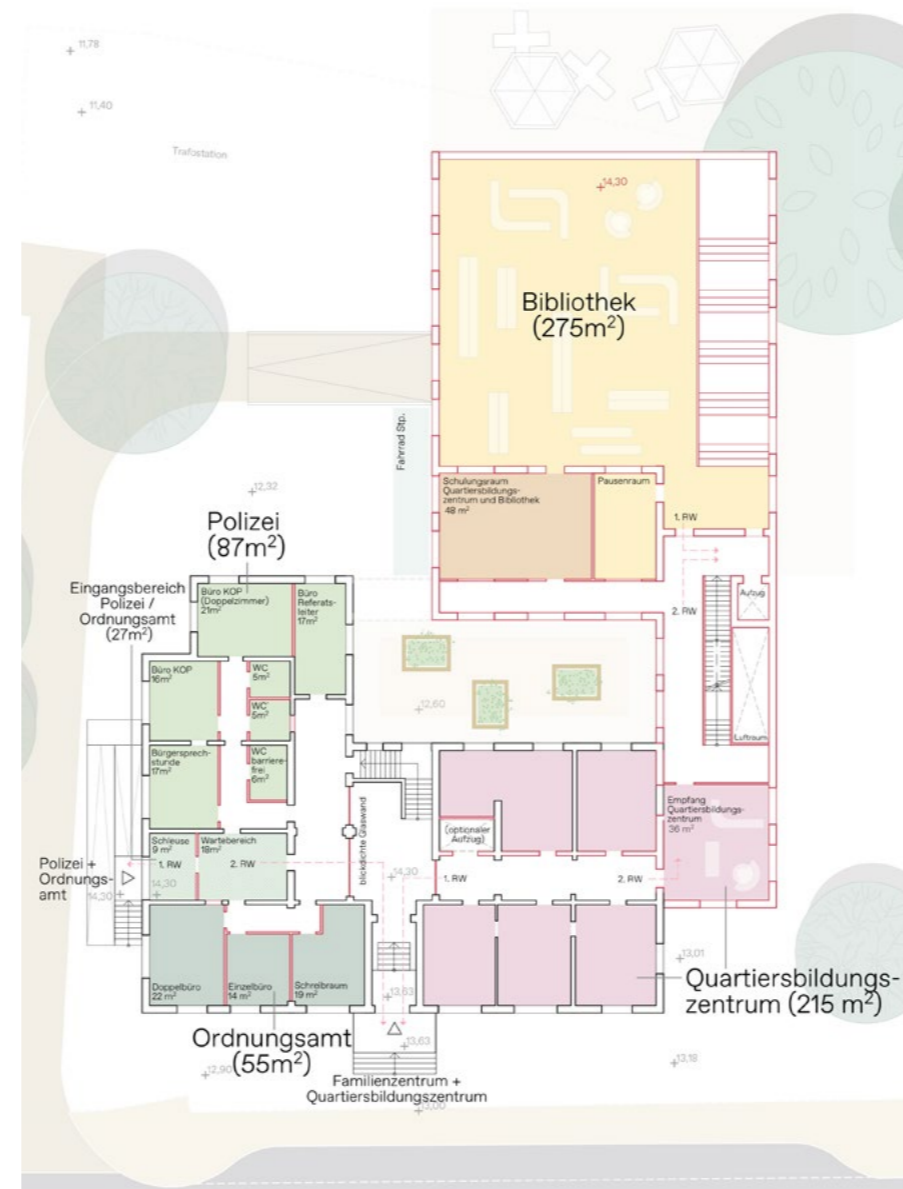 11,78
11,40
Trafostation
14,30
Bibliothek
(275m²)
Fahrrad Stp.
Schulungsraum
Quartiersbildungs-
zentrum und Bibliothek
48 m²
Pausenraum
12,32
1. RW
Polizei
(87m²)
Eingangsbereich
Polizei /
Ordnungsamt
(27m²)
Büro KOP
(Doppelzimmer)
21m²
Büro
Referats-
leiter
17m²
Aufzug
2. RW
Büro KOP
16m²
WC
5m²
WC
5m²
12,60
Luftraum
Bürgersprech-
stunde
17m²
WC
barriere-
frei
6m²
Empfang
Quartiersbildungs-
zentrum
36 m²
blickdichte Glaswand
(optionaler
Aufzug)
Schleuse
9 m²
Wartebereich
18m²
1. RW
2. RW
Polizei +
Ordnungs-
amt
14,30
14,30
14,30
1. RW
2. RW
13,01
Doppelbüro
22 m²
Einzelbüro
14 m²
Schreibraum
19 m²
13,63
Quartiersbildungs-
zentrum (215 m²)
Ordnungsamt
(55m²)
13,63
12,90
13,18
Familienzentrum +
Quartiersbildungszentrum
13,00